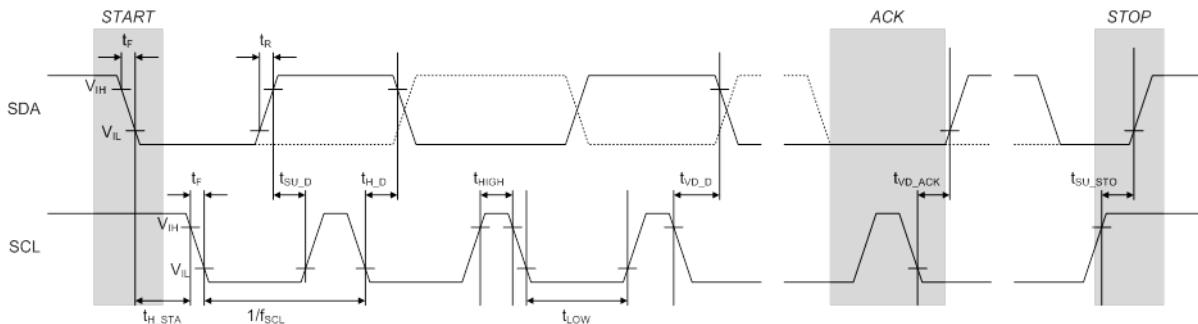 START ACK STOP
tF tR
VIH
SDA
VIL
tF tSU_D tH_D tHIGH tVD_D tVD_ACK tSU_STO
VIH
SCL
VIL
tH_STA 1/fSCL tLOW